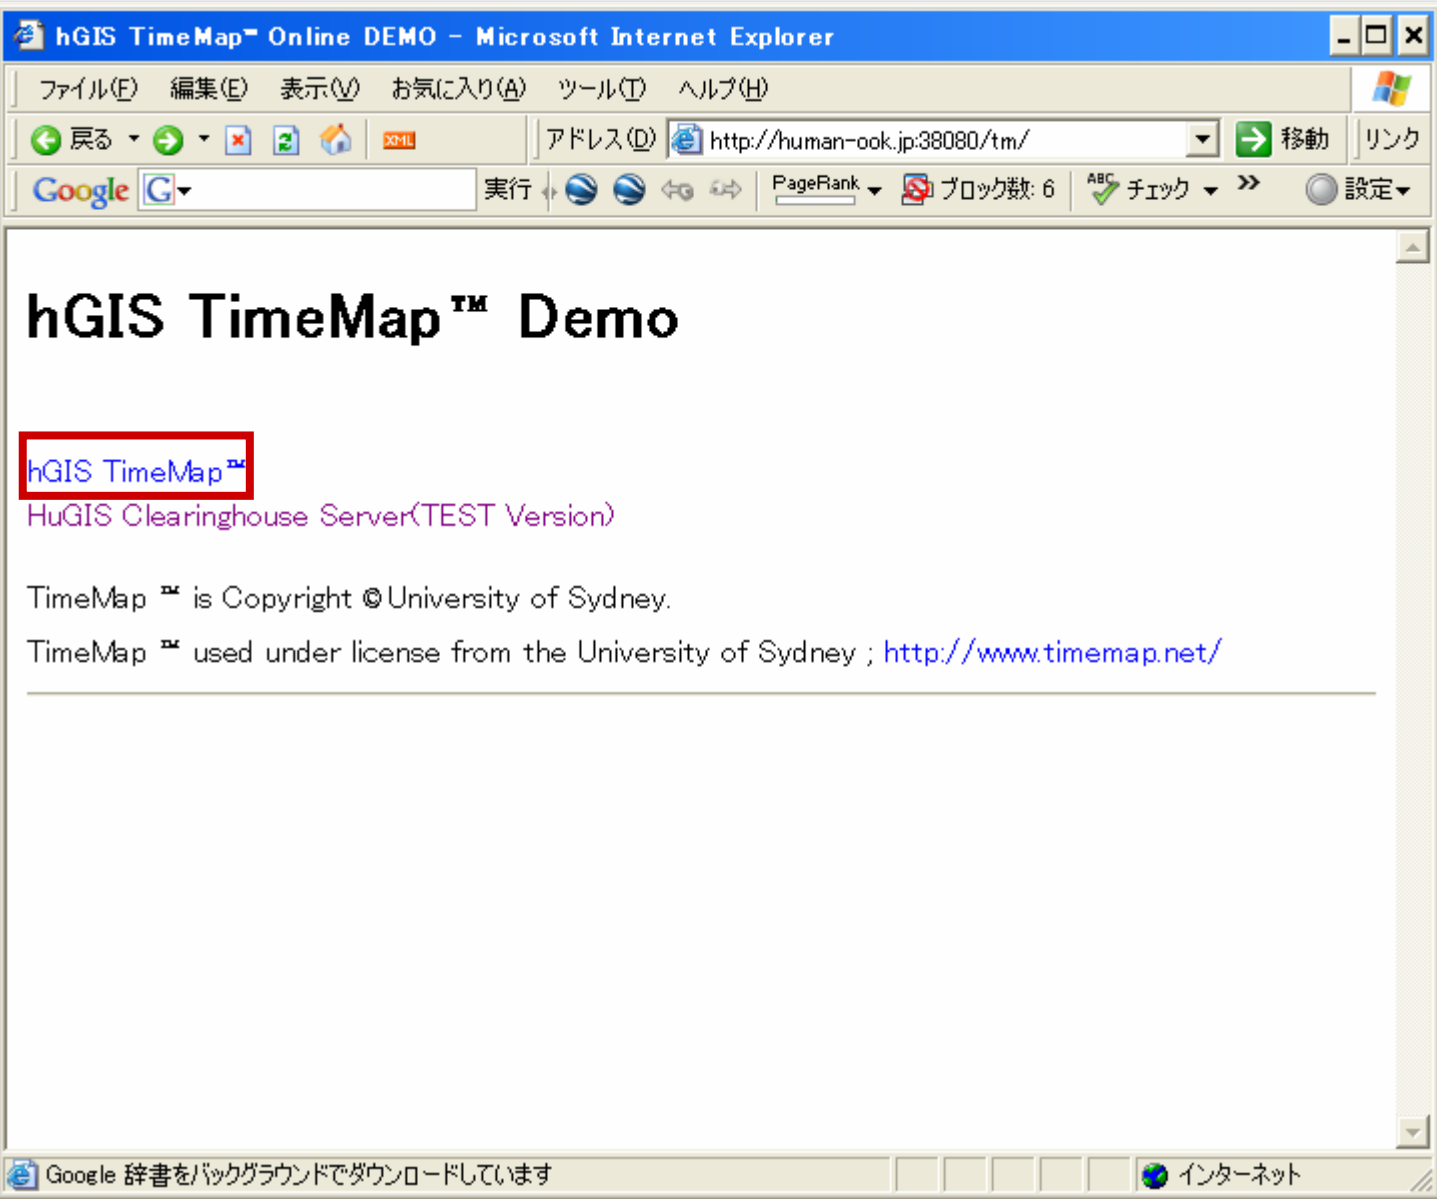 hGIS TimeMap™ Online DEMO - Microsoft Internet Explorer
ファイル(F) 編集(E) 表示(V) お気に入り(A) ツール(T) ヘルプ(H)
戻る XML アドレス(D) http://human-ook.jp:38080/tm/ 移動 リンク
Google G 実行 PageRank ブロック数: 6 ABC チェック » 設定
hGIS TimeMap™ Demo
hGIS TimeMap™
HuGIS Clearinghouse Server(TEST Version)
TimeMap ™ is Copyright © University of Sydney.
TimeMap ™ used under license from the University of Sydney ; http://www.timemap.net/
Google 辞書をバックグラウンドでダウンロードしています インターネット